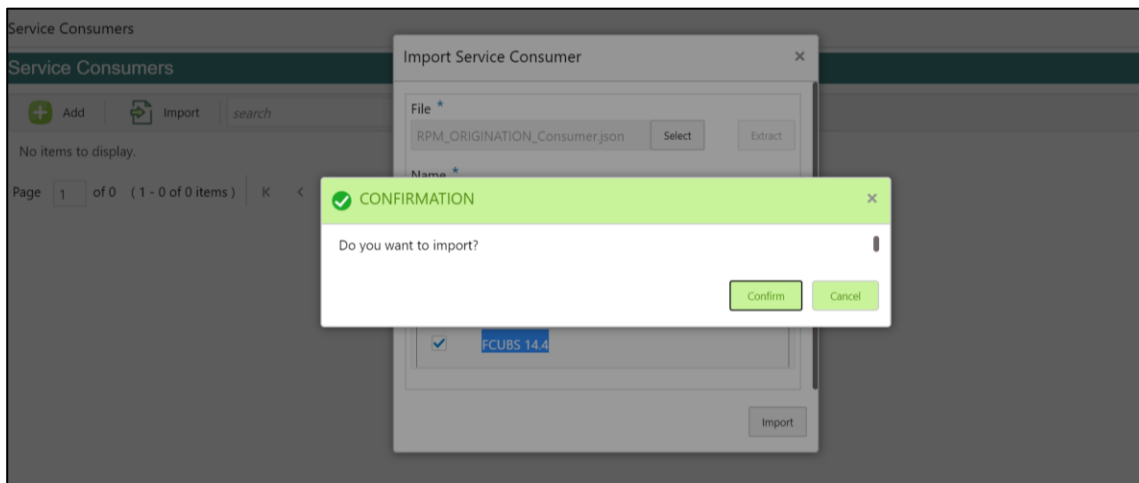 Service Consumers
Service Consumers
Add Import search
No items to display.
Page 1 of 0 (1 - 0 of 0 items) K <
Import Service Consumer ×
File *
RPM_ORIGINATION_Consumer.json Select Extract
Name *
CONFIRMATION ×
Do you want to import?
Confirm Cancel
FCUBS 14.4
Import